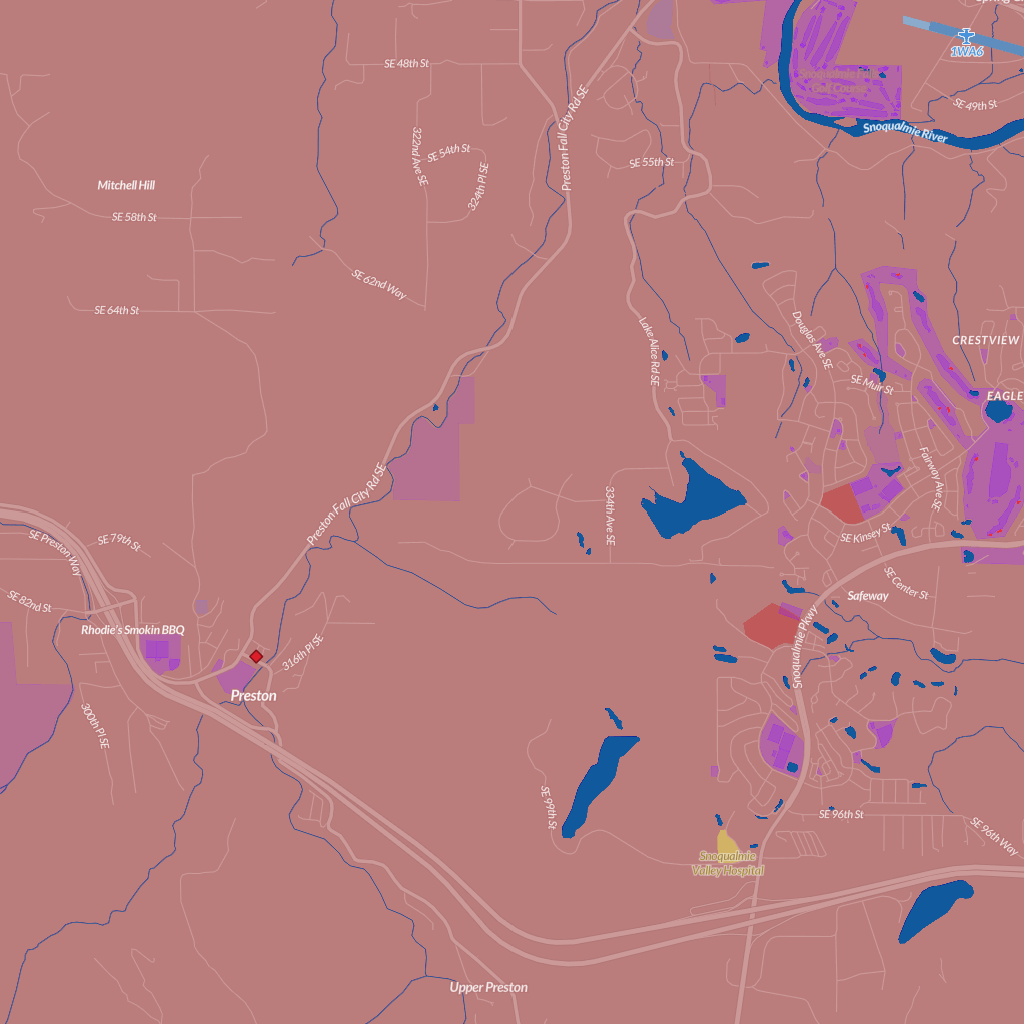 1WA6
SE 48th St
Snoqualmie Falls
Golf Course
SE 49th St
Preston Fall City Rd SE
Snoqualmie River
322nd Ave SE
SE 54th St
324th Pl SE
SE 55th St
Mitchell Hill
SE 58th St
SE 62nd Way
SE 64th St
Douglas Ave SE
Lake Alice Rd SE
CRESTVIEW
SE Muir St
EAGLE
Fairway Ave SE
Preston Fall City Rd SE
334th Ave SE
SE 79th St
SE Preston Way
SE Kinsey St
SE Center St
SE 82nd St
Safeway
Rhodie's Smokin BBQ
316th Pl SE
Snoqualmie Pkwy
Preston
300th Pl SE
SE 99th St
SE 96th St
SE 96th Way
Snoqualmie
Valley Hospital
Upper Preston